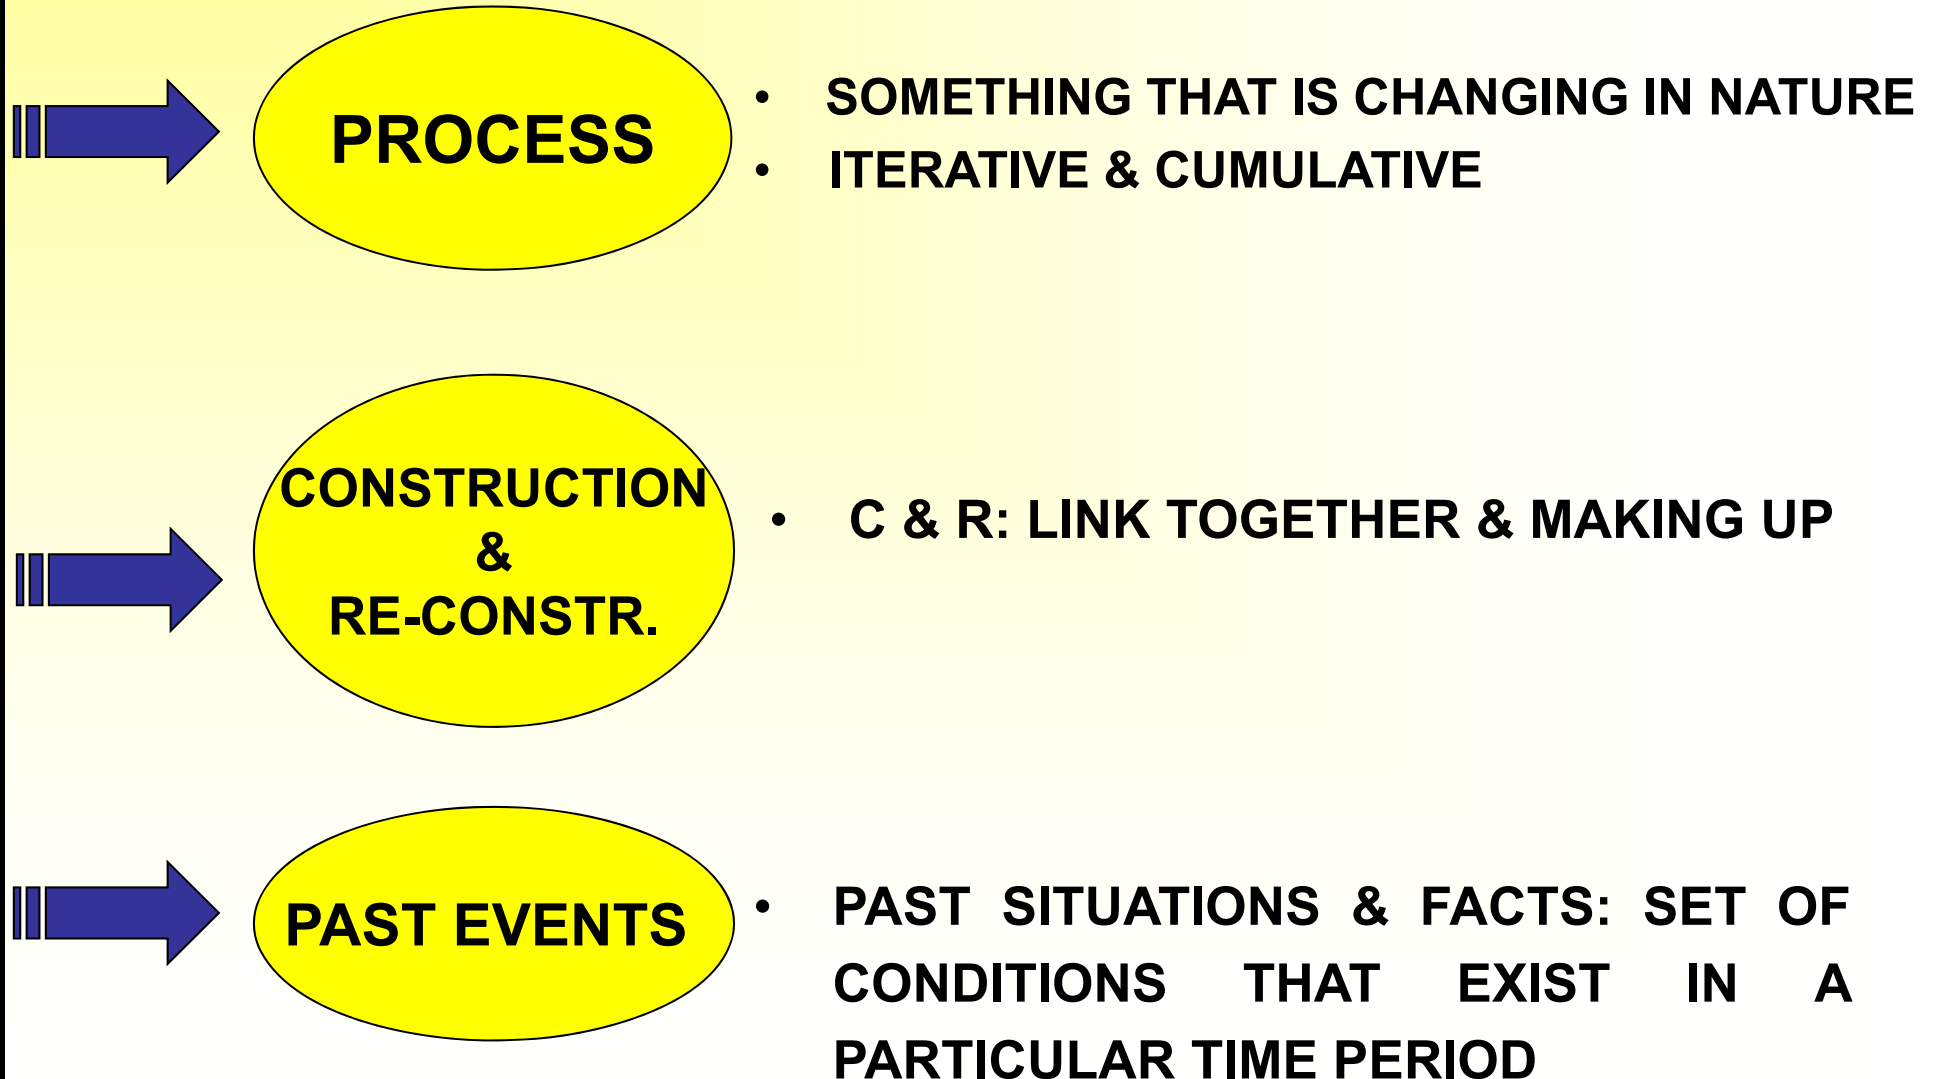 PROCESS
• SOMETHING THAT IS CHANGING IN NATURE
• ITERATIVE & CUMULATIVE
CONSTRUCTION
&
RE-CONSTR.
• C & R: LINK TOGETHER & MAKING UP
PAST EVENTS
• PAST SITUATIONS & FACTS: SET OF
CONDITIONS THAT EXIST IN A
PARTICULAR TIME PERIOD